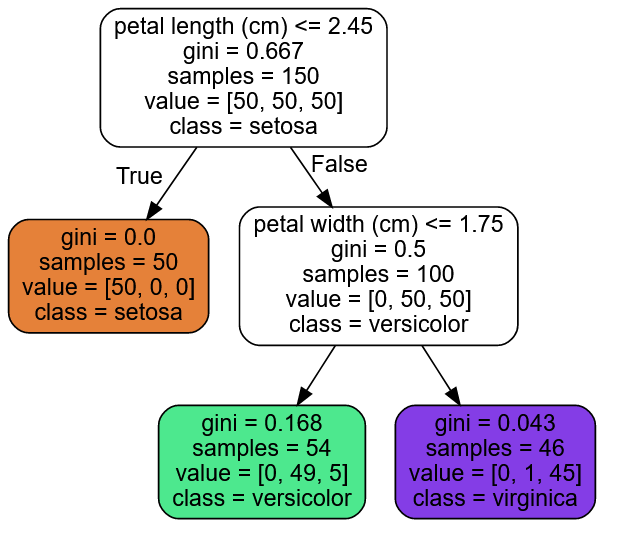 petal length (cm) <= 2.45
gini = 0.667
samples = 150
value = [50, 50, 50]
class = setosa
True
False
gini = 0.0
samples = 50
value = [50, 0, 0]
class = setosa
petal width (cm) <= 1.75
gini = 0.5
samples = 100
value = [0, 50, 50]
class = versicolor
gini = 0.168
samples = 54
value = [0, 49, 5]
class = versicolor
gini = 0.043
samples = 46
value = [0, 1, 45]
class = virginica